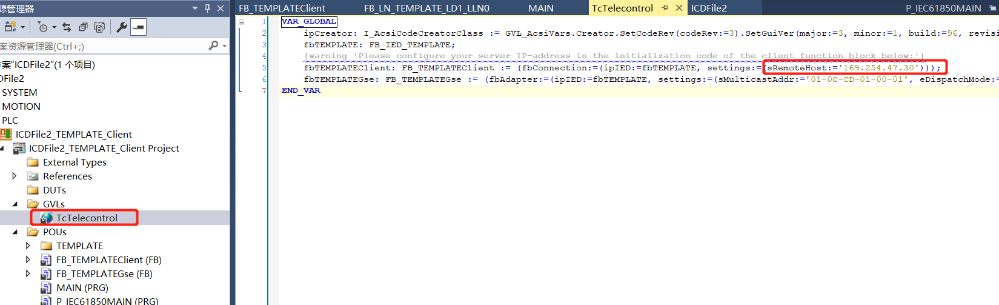 源管理器
案资源管理器(Ctrl+;)
方案"ICDFile2"(1 个项目)
DFile2
SYSTEM
MOTION
PLC
ICDFile2_TEMPLATE_Client
ICDFile2_TEMPLATE_Client Project
External Types
References
DUTs
GVLs
TcTelecontrol
POUs
TEMPLATE
FB_TEMPLATEClient (FB)
FB_TEMPLATEGse (FB)
MAIN (PRG)
P_IEC61850MAIN (PRG)
FB_TEMPLATEClient FB_LN_TEMPLATE_LD1_LLN0 MAIN TcTelecontrol ICDFile2 P_IEC61850MAIN
1 VAR_GLOBAL
2 ipCreator: I_AcsiCodeCreatorClass := GVL_AcsiVars.Creator.SetCodeRev(codeRev:=3).SetGuiVer(major:=3, minor:=1, build:=96, revisi
3 fbTEMPLATE: FB_IED_TEMPLATE;
4 {warning 'Please configure your server IP-address in the initialization code of the client function block below:'}
5 fbTEMPLATEClient: FB_TEMPLATEClient := (fbConnection:=(ipIED:=fbTEMPLATE, settings:=(sRemoteHost:='169.254.47.30')));
6 fbTEMPLATEGse: FB_TEMPLATEGse := (fbAdapter:=(ipIED:=fbTEMPLATE, settings:=(sMulticastAddr:='01-0C-CD-01-00-01', eDispatchMode:=
7 END_VAR